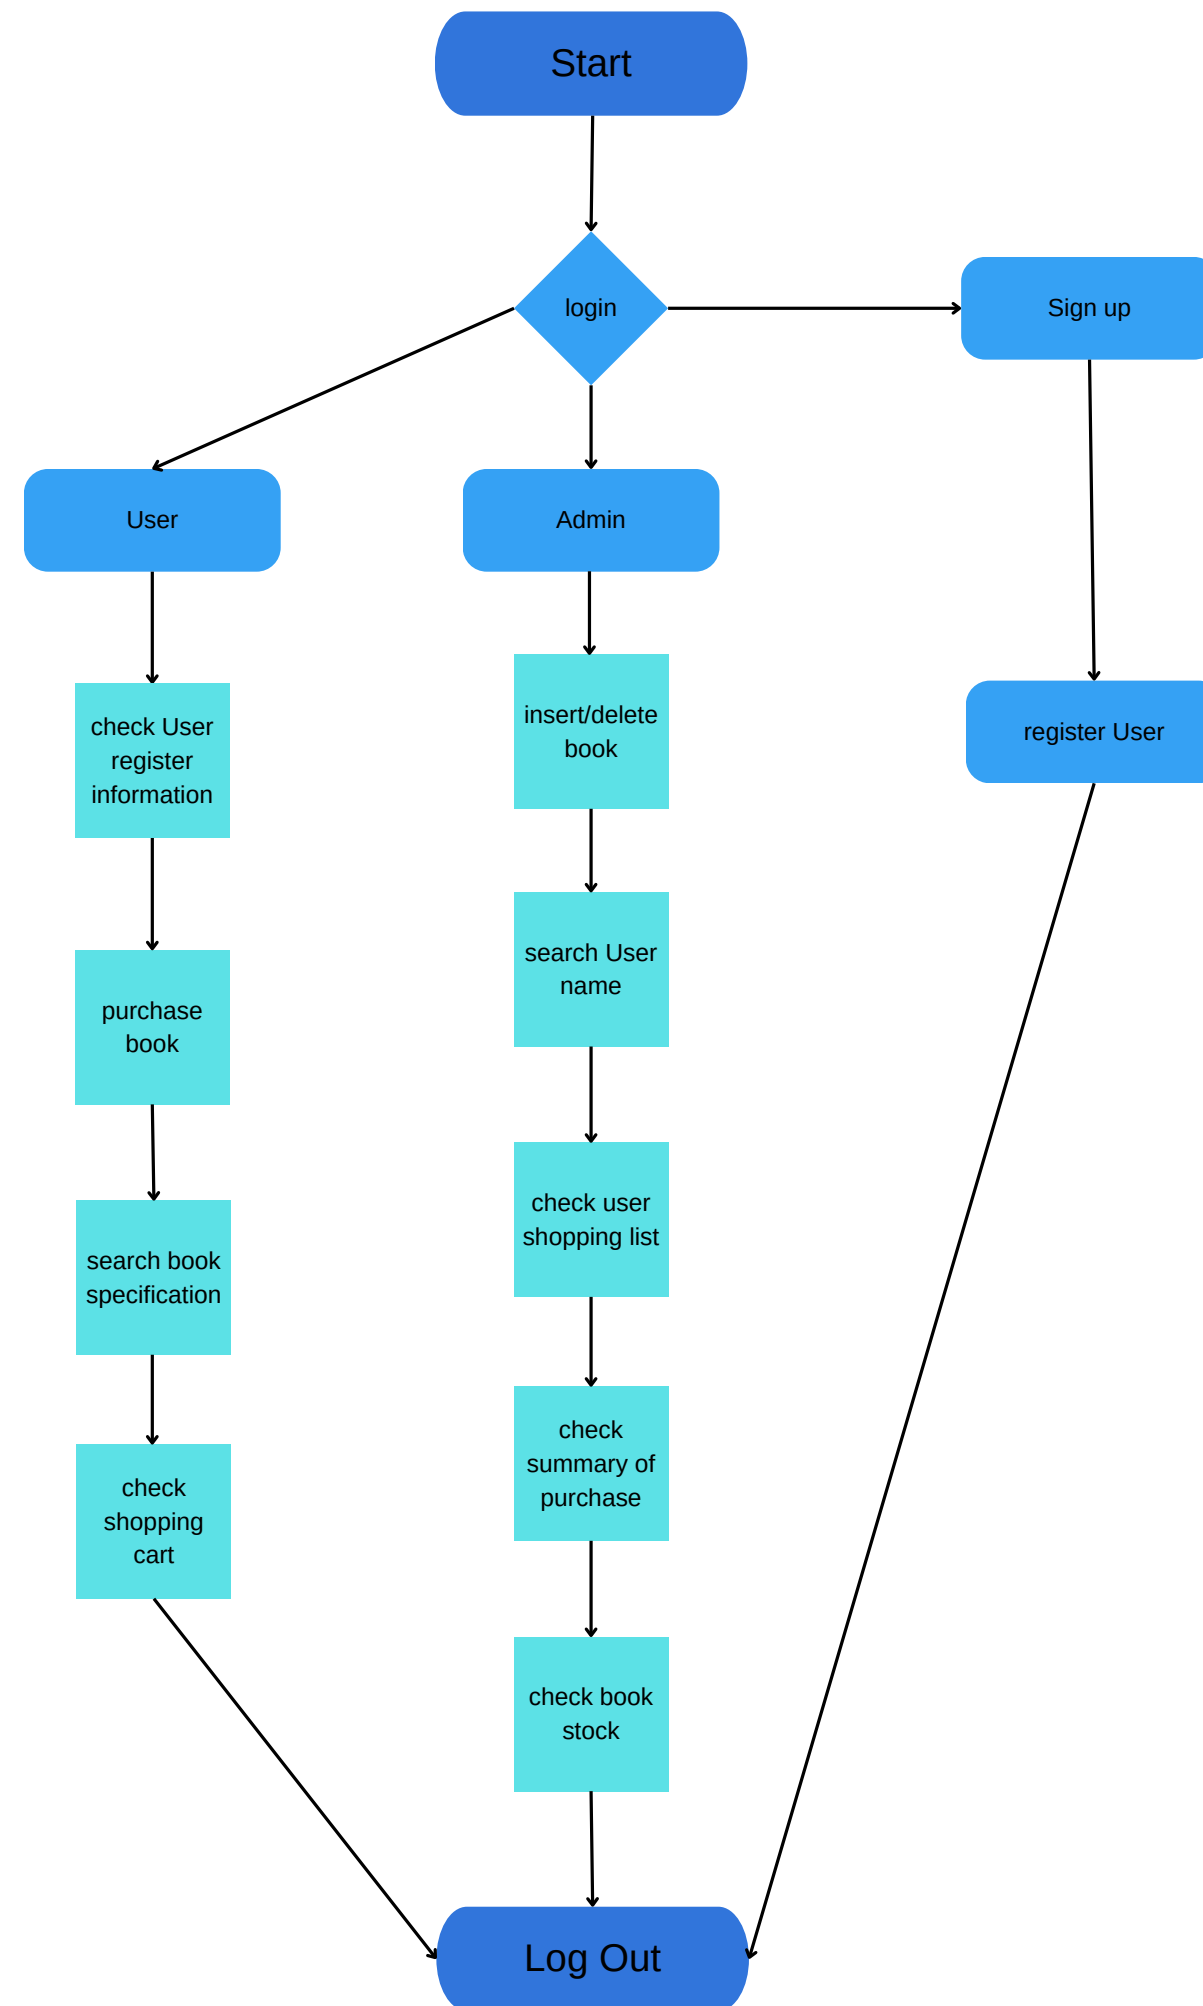 Start
login
Sign up
User
Admin
check User
register
information
insert/delete
book
register User
purchase
book
search User
name
search book
specification
check user
shopping list
check
shopping
cart
check
summary of
purchase
check book
stock
Log Out